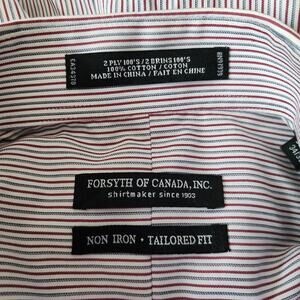 2 PLY 100'S / 2 BRINS 100'S
100% COTTON / COTON
MADE IN CHINA / FAIT EN CHINE
CA34510
FORSYTH OF CANADA, INC.
shirtmaker since 1903
NON IRON · TAILORED FIT